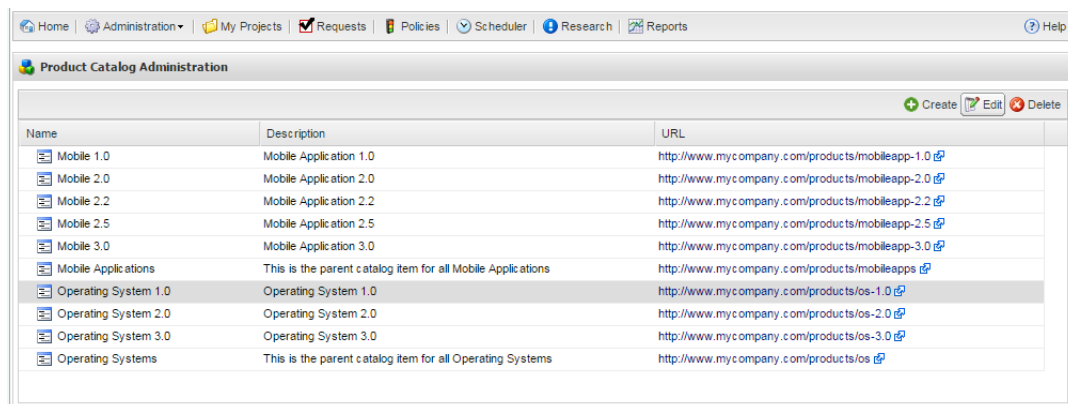 Home | Administration | My Projects | Requests | Policies | Scheduler | Research | Reports Help
Product Catalog Administration
Create Edit Delete
Name Description URL
Mobile 1.0 Mobile Application 1.0 http://www.mycompany.com/products/mobileapp-1.0
Mobile 2.0 Mobile Application 2.0 http://www.mycompany.com/products/mobileapp-2.0
Mobile 2.2 Mobile Application 2.2 http://www.mycompany.com/products/mobileapp-2.2
Mobile 2.5 Mobile Application 2.5 http://www.mycompany.com/products/mobileapp-2.5
Mobile 3.0 Mobile Application 3.0 http://www.mycompany.com/products/mobileapp-3.0
Mobile Applications This is the parent catalog item for all Mobile Applications http://www.mycompany.com/products/mobileapps
Operating System 1.0 Operating System 1.0 http://www.mycompany.com/products/os-1.0
Operating System 2.0 Operating System 2.0 http://www.mycompany.com/products/os-2.0
Operating System 3.0 Operating System 3.0 http://www.mycompany.com/products/os-3.0
Operating Systems This is the parent catalog item for all Operating Systems http://www.mycompany.com/products/os